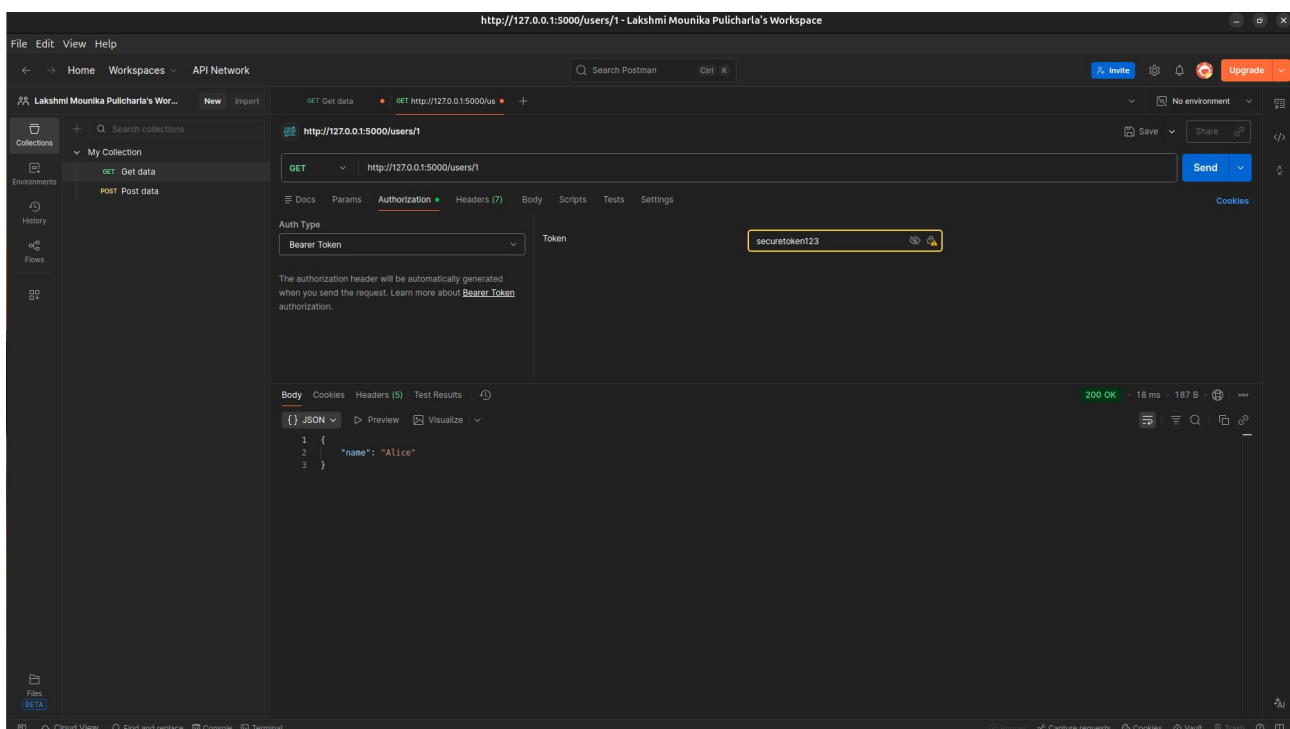 http://127.0.0.1:5000/users/1 - Lakshmi Mounika Pulicharla's Workspace
File Edit View Help
Home Workspaces API Network Search Postman Ctrl K Invite Upgrade
Lakshmi Mounika Pulicharla's Wor... New Import GET Get data GET http://127.0.0.1:5000/us No environment
Collections
Search collections
My Collection
GET Get data
POST Post data
Environments
History
Flows
Files
BETA
http://127.0.0.1:5000/users/1 Save Share
GET http://127.0.0.1:5000/users/1 Send
Docs Params Authorization Headers (7) Body Scripts Tests Settings Cookies
Auth Type
Bearer Token
Token securetoken123
The authorization header will be automatically generated
when you send the request. Learn more about Bearer Token
authorization.
Body Cookies Headers (5) Test Results 200 OK 18 ms 187 B
{} JSON Preview Visualize
1 {
2 "name": "Alice"
3 }
AI
Cloud View Find and replace Console Terminal Capture requests Cookies Vault Trash